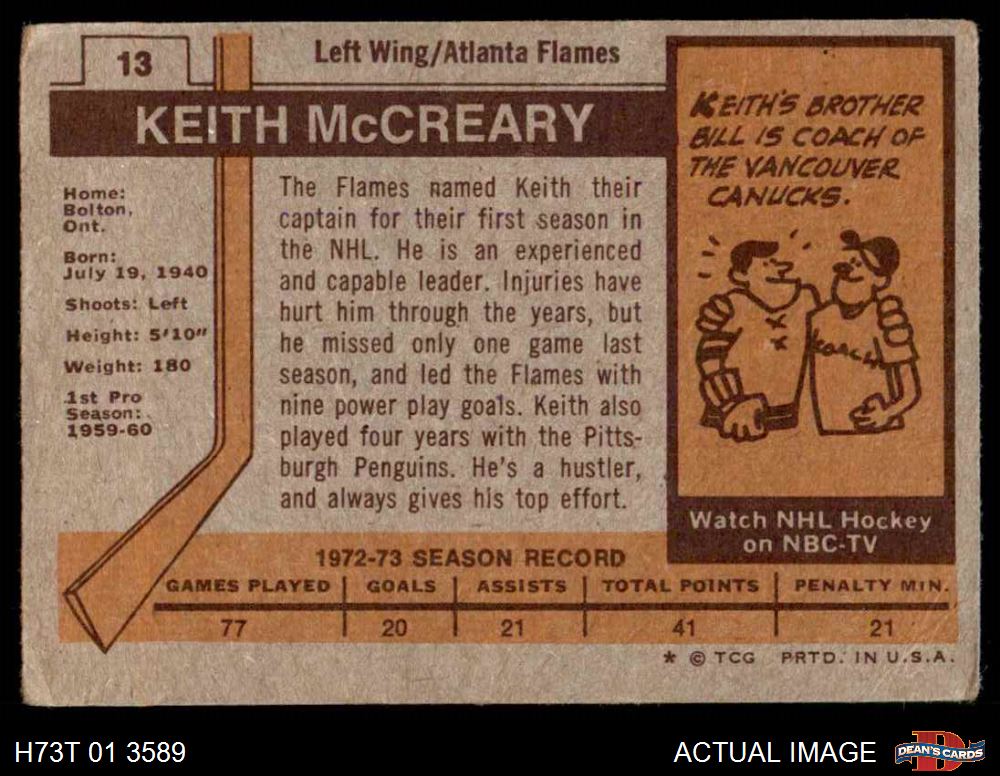 13
Left Wing/Atlanta Flames
KEITH McCREARY
Home:
Bolton,
Ont.
Born:
July 19, 1940
Shoots: Left
Height: 5'10"
Weight: 180
1st Pro
Season:
1959-60
The Flames named Keith their
captain for their first season in
the NHL. He is an experienced
and capable leader. Injuries have
hurt him through the years, but
he missed only one game last
season, and led the Flames with
nine power play goals. Keith also
played four years with the Pitts-
burgh Penguins. He's a hustler,
and always gives his top effort.
KEITH'S BROTHER
BILL IS COACH OF
THE VANCOUVER
CANUCKS.
COACH
Watch NHL Hockey
on NBC-TV
1972-73 SEASON RECORD
GAMES PLAYED GOALS ASSISTS TOTAL POINTS PENALTY MIN.
77 20 21 41 21
* © TCG PRTD. IN U.S.A.
H73T 01 3589
ACTUAL IMAGE
D
DEAN'S CARDS